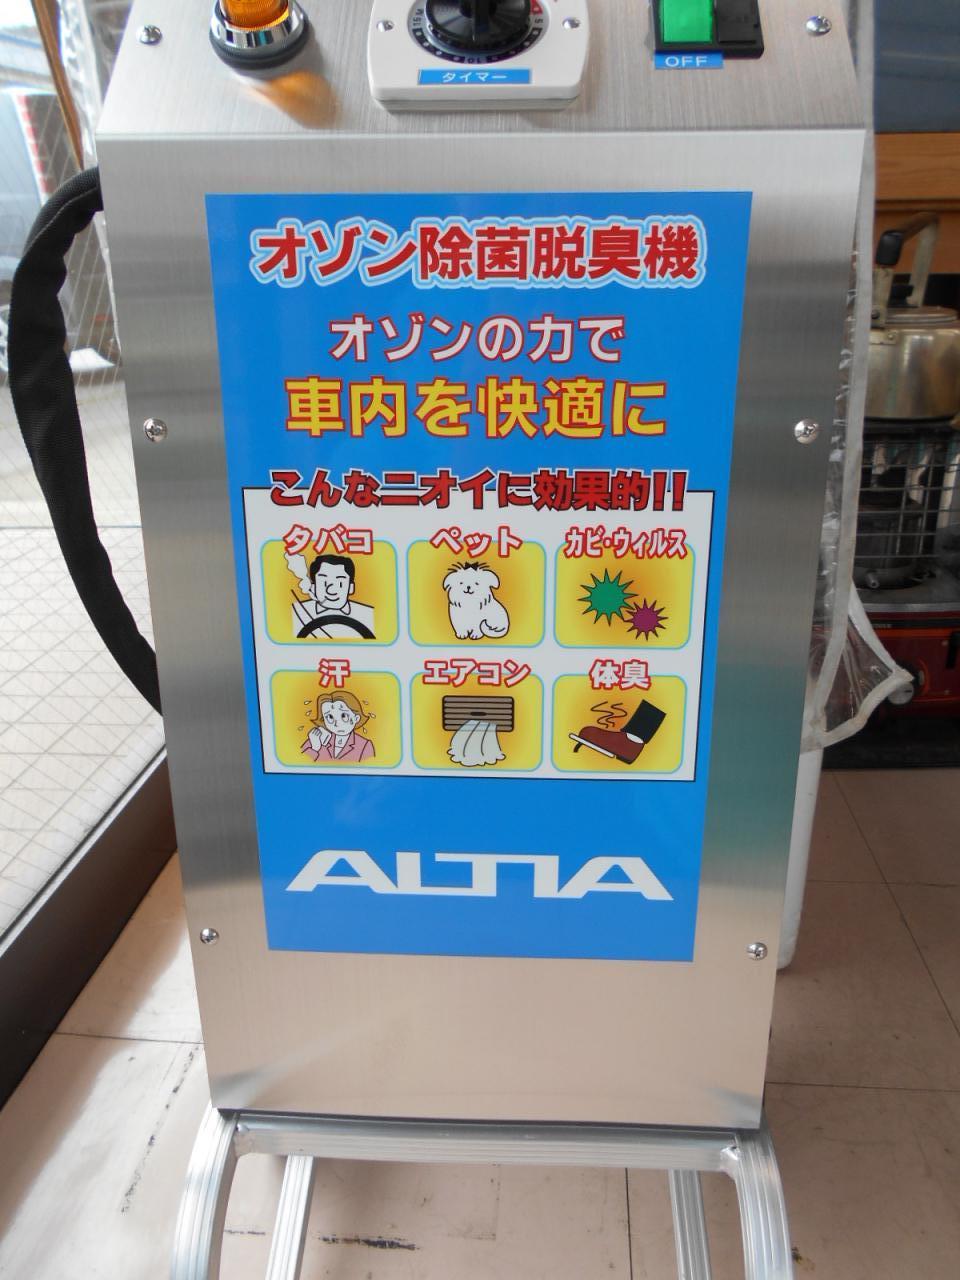 タイマー
OFF
オゾン除菌脱臭機
オゾンの力で
車内を快適に
こんなニオイに効果的!!
タバコ ペット カビ・ウィルス
汗 エアコン 体臭
ALTIA